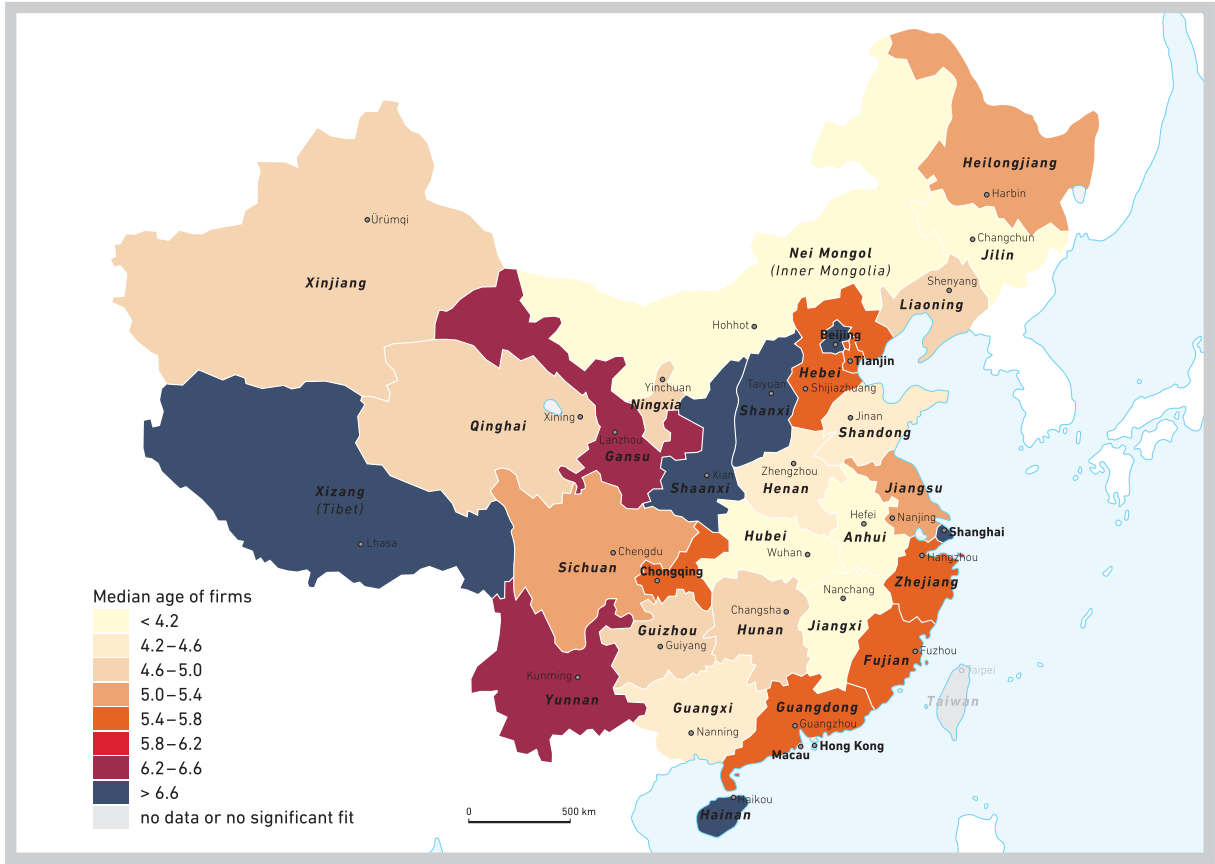 Heilongjiang
Harbin
Changchun
Jilin
Ürümqi
Nei Mongol
(Inner Mongolia)
Shenyang
Liaoning
Xinjiang
Hohhot
Beijing
Tianjin
Hebei
Shijiazhuang
Taiyuan
Shanxi
Yinchuan
Ningxia
Xining
Qinghai
Lanzhou
Gansu
Jinan
Shandong
Zhengzhou
Henan
Xian
Shaanxi
Jiangsu
Nanjing
Xizang
(Tibet)
Lhasa
Hefei
Anhui
Shanghai
Hubei
Wuhan
Hangzhou
Zhejiang
Chengdu
Sichuan
Chongqing
Nanchang
Jiangxi
Changsha
Hunan
Guizhou
Guiyang
Fuzhou
Fujian
Taipei
Taiwan
Kunming
Yunnan
Guangxi
Nanning
Guangdong
Guangzhou
Hong Kong
Macau
Haikou
Hainan
Median age of firms
< 4.2
4.2–4.6
4.6–5.0
5.0–5.4
5.4–5.8
5.8–6.2
6.2–6.6
> 6.6
no data or no significant fit
0 500 km